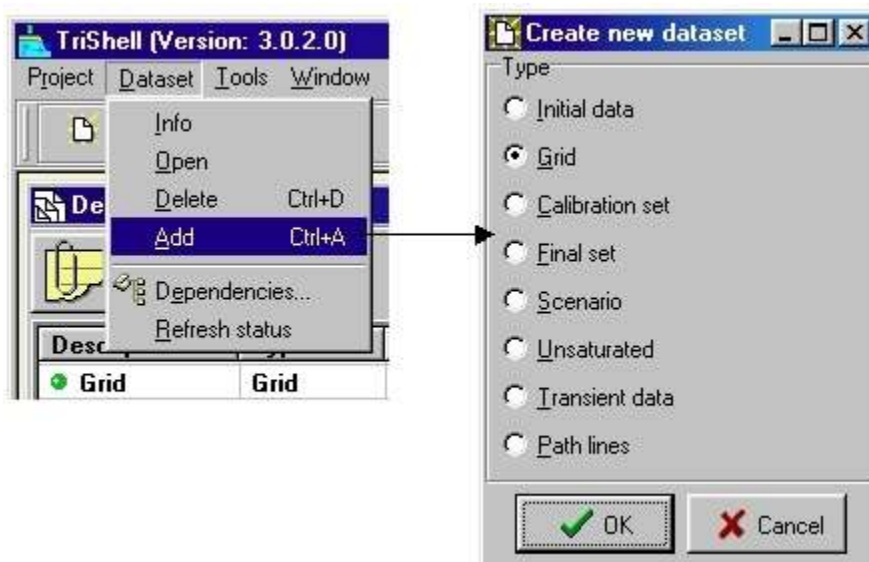 TriShell (Version: 3.0.2.0)
Project Dataset Tools Window
Info
Open
Delete Ctrl+D
Add Ctrl+A
Dependencies...
Refresh status
De
Desc
Grid Grid
Create new dataset
Type
Initial data
Grid
Calibration set
Final set
Scenario
Unsaturated
Transient data
Path lines
OK Cancel